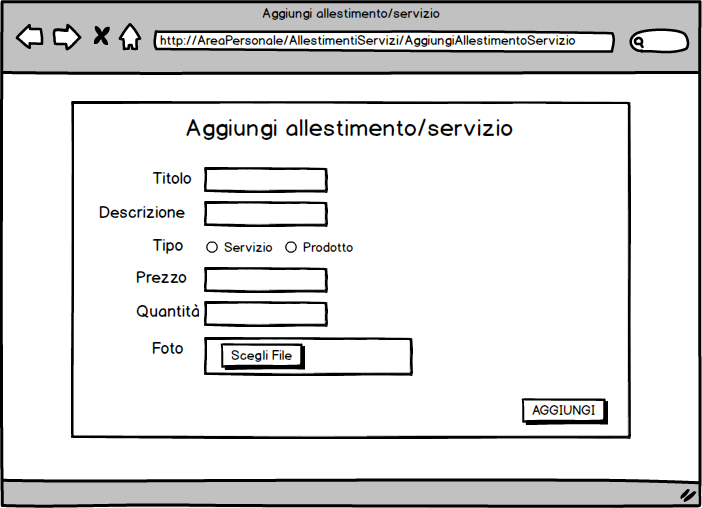 Aggiungi allestimento/servizio
http://AreaPersonale/AllestimentiServizi/AggiungiAllestimentoServizio
Aggiungi allestimento/servizio
Titolo
Descrizione
Tipo Servizio Prodotto
Prezzo
Quantità
Foto Scegli File
AGGIUNGI